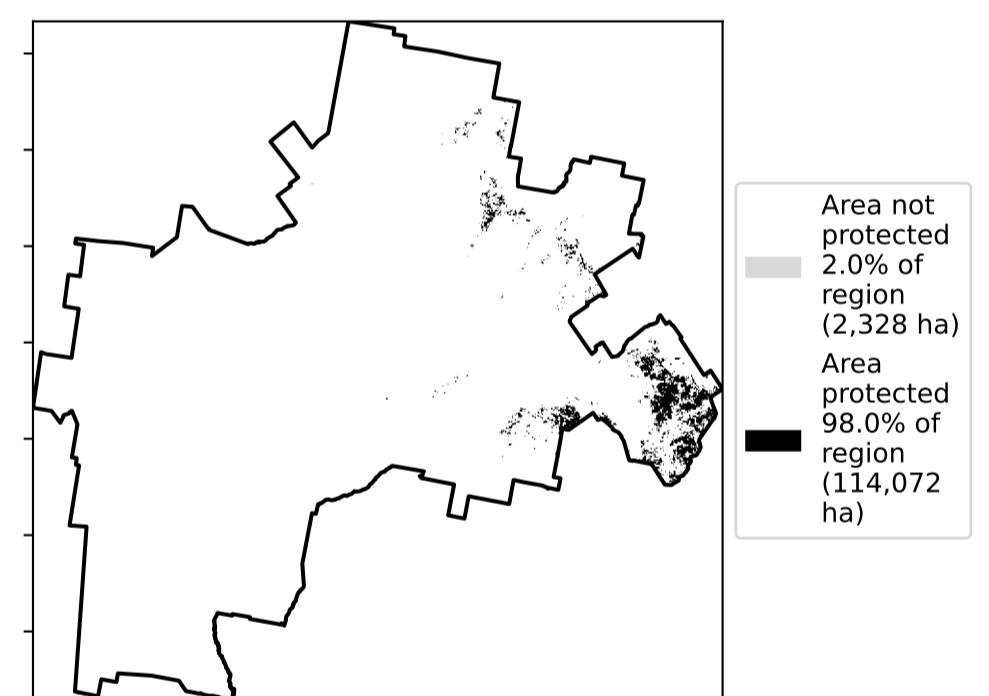 Area not
protected
2.0% of
region
(2,328 ha)
Area
protected
98.0% of
region
(114,072
ha)